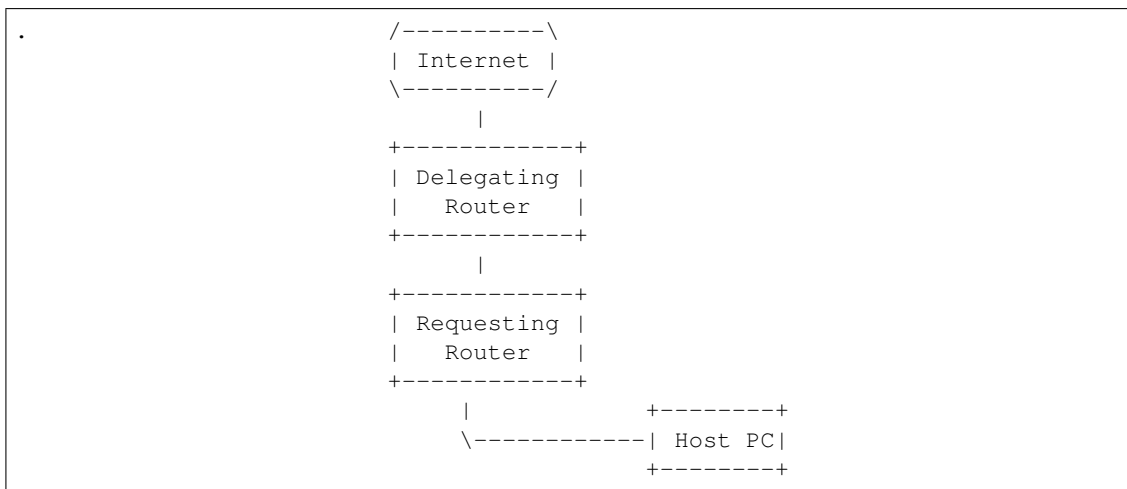 .                          /----------\
                           | Internet |
                           \----------/
                                |
                           +------------+
                           | Delegating |
                           |   Router   |
                           +------------+
                                |
                           +------------+
                           | Requesting |
                           |   Router   |
                           +------------+
                               |            +--------+
                               \------------| Host PC|
                                            +--------+